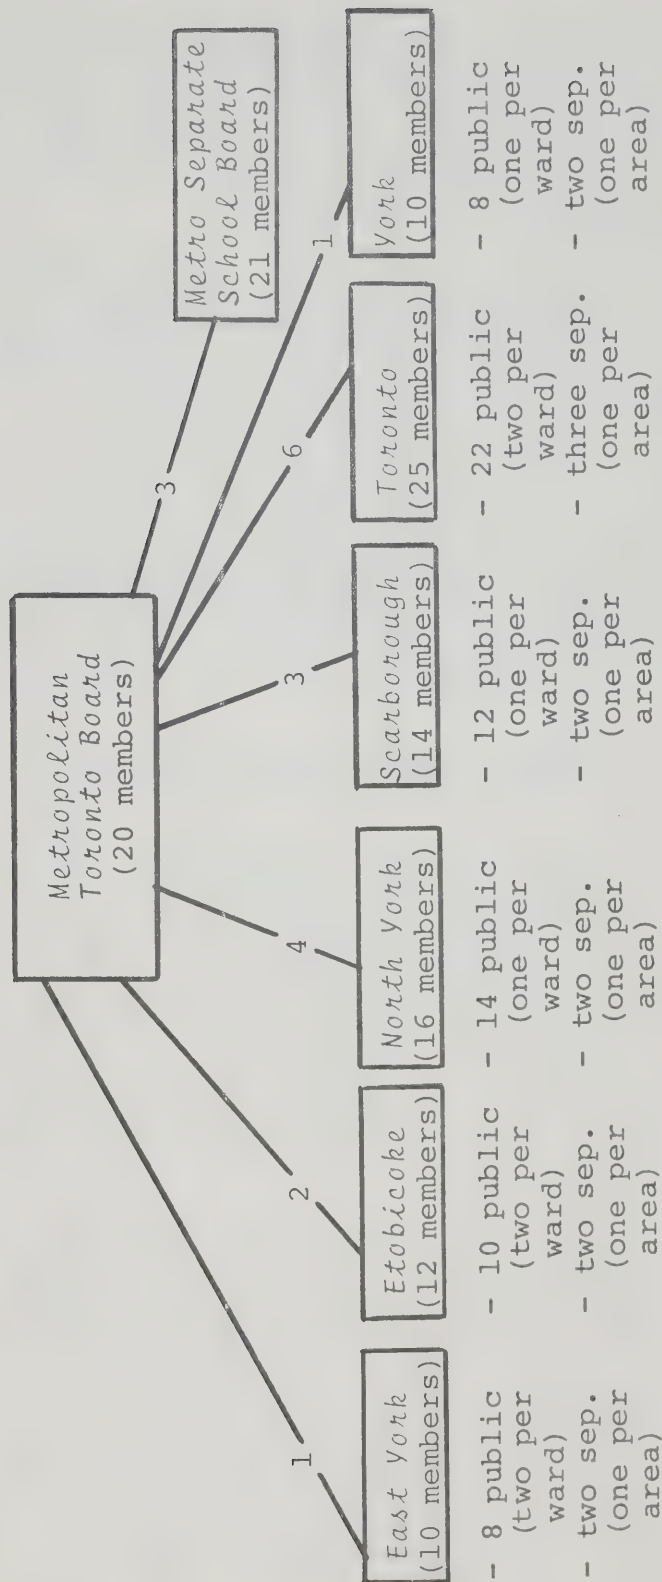 Metropolitan
Toronto Board
(20 members)
Metro Separate
School Board
(21 members)
1
2
4
3
6
1
3
East York
(10 members)
- 8 public
(two per
ward)
- two sep.
(one per
area)
Etobicoke
(12 members)
- 10 public
(two per
ward)
- two sep.
(one per
area)
North York
(16 members)
- 14 public
(one per
ward)
- two sep.
(one per
area)
Scarborough
(14 members)
- 12 public
(one per
ward)
- two sep.
(one per
area)
Toronto
(25 members)
- 22 public
(two per
ward)
- three sep.
(one per
area)
York
(10 members)
- 8 public
(one per
ward)
- two sep.
(one per
area)